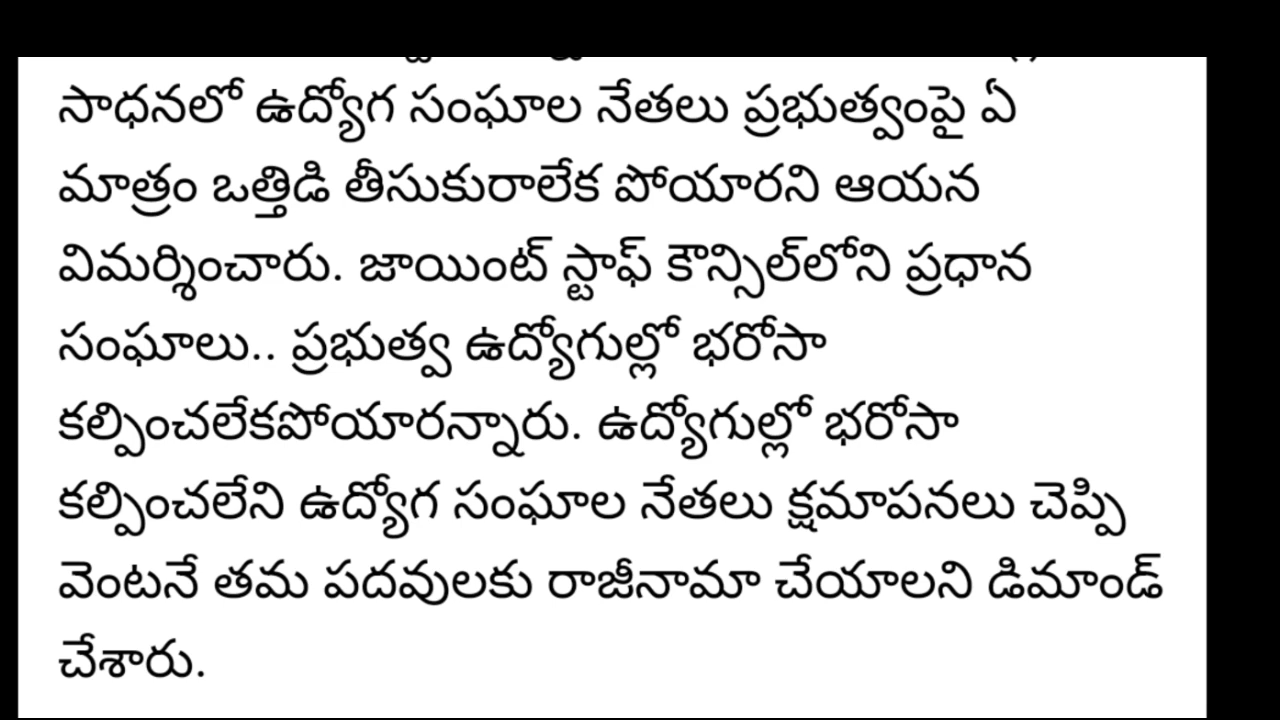 సాధనలో ఉద్యోగ సంఘాల నేతలు ప్రభుత్వంపై ఏ
మాత్రం ఒత్తిడి తీసుకురాలేక పోయారని ఆయన
విమర్శించారు. జాయింట్ స్టాఫ్ కౌన్సిల్‌లోని ప్రధాన
సంఘాలు.. ప్రభుత్వ ఉద్యోగుల్లో భరోసా
కల్పించలేకపోయారన్నారు. ఉద్యోగుల్లో భరోసా
కల్పించలేని ఉద్యోగ సంఘాల నేతలు క్షమాపనలు చెప్పి
వెంటనే తమ పదవులకు రాజీనామా చేయాలని డిమాండ్
చేశారు.